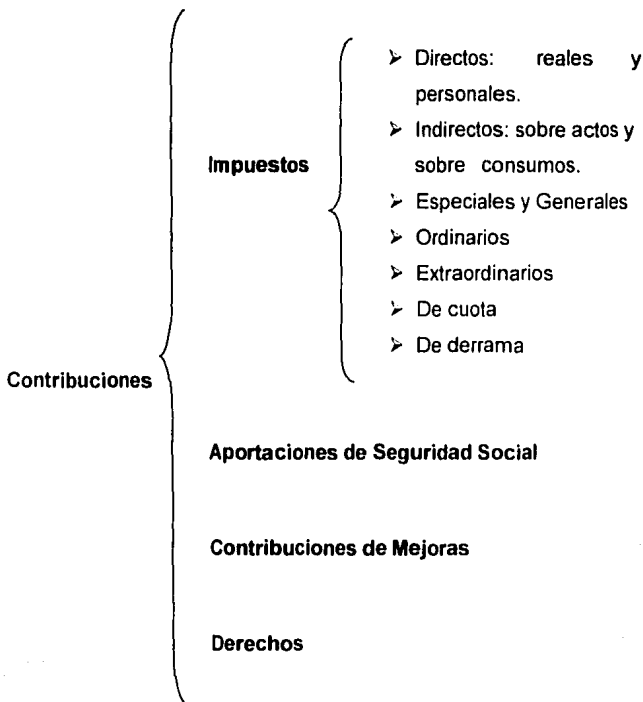 Contribuciones
Impuestos
➢ Directos: reales y
personales.
➢ Indirectos: sobre actos y
sobre consumos.
➢ Especiales y Generales
➢ Ordinarios
➢ Extraordinarios
➢ De cuota
➢ De derrama
Aportaciones de Seguridad Social
Contribuciones de Mejoras
Derechos